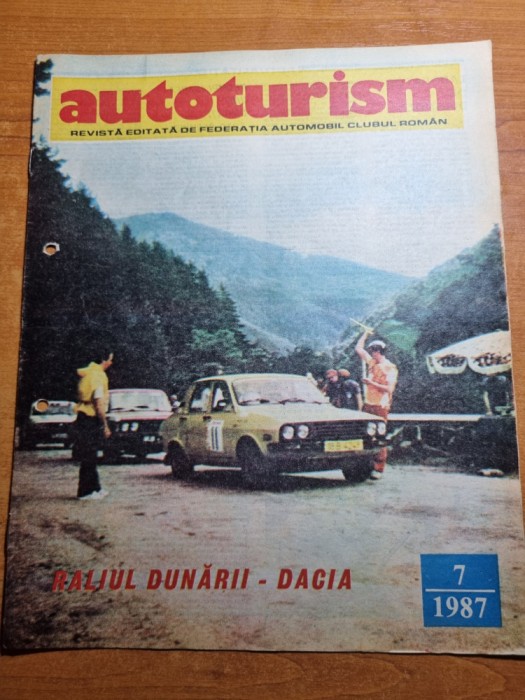 autoturism
REVISTĂ EDITATĂ DE FEDERAȚIA AUTOMOBIL CLUBUL ROMÂN
11
RALIUL DUNĂRII - DACIA
7
1987